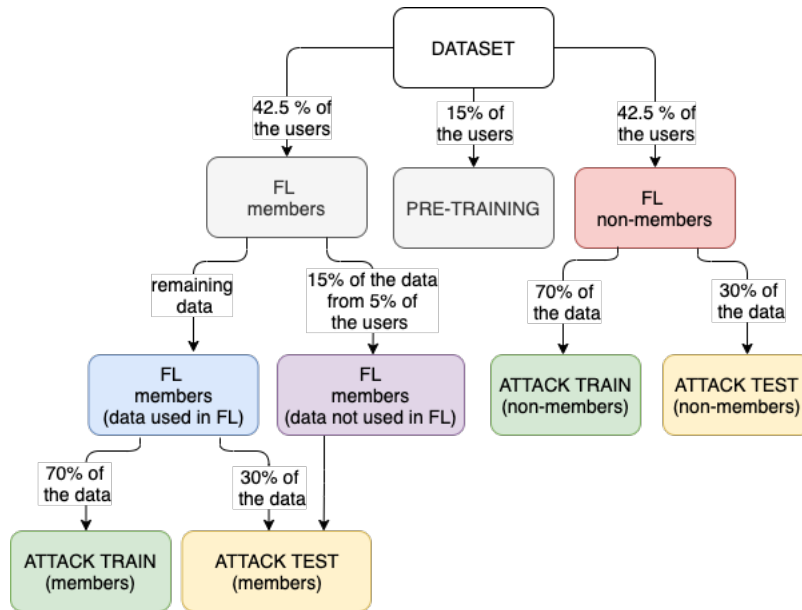 DATASET
42.5 % of
the users
15% of
the users
42.5 % of
the users
FL
members
PRE-TRAINING
FL
non-members
remaining
data
15% of the data
from 5% of
the users
70% of
the data
30% of
the data
FL
members
(data used in FL)
FL
members
(data not used in FL)
ATTACK TRAIN
(non-members)
ATTACK TEST
(non-members)
70% of
the data
30% of
the data
ATTACK TRAIN
(members)
ATTACK TEST
(members)